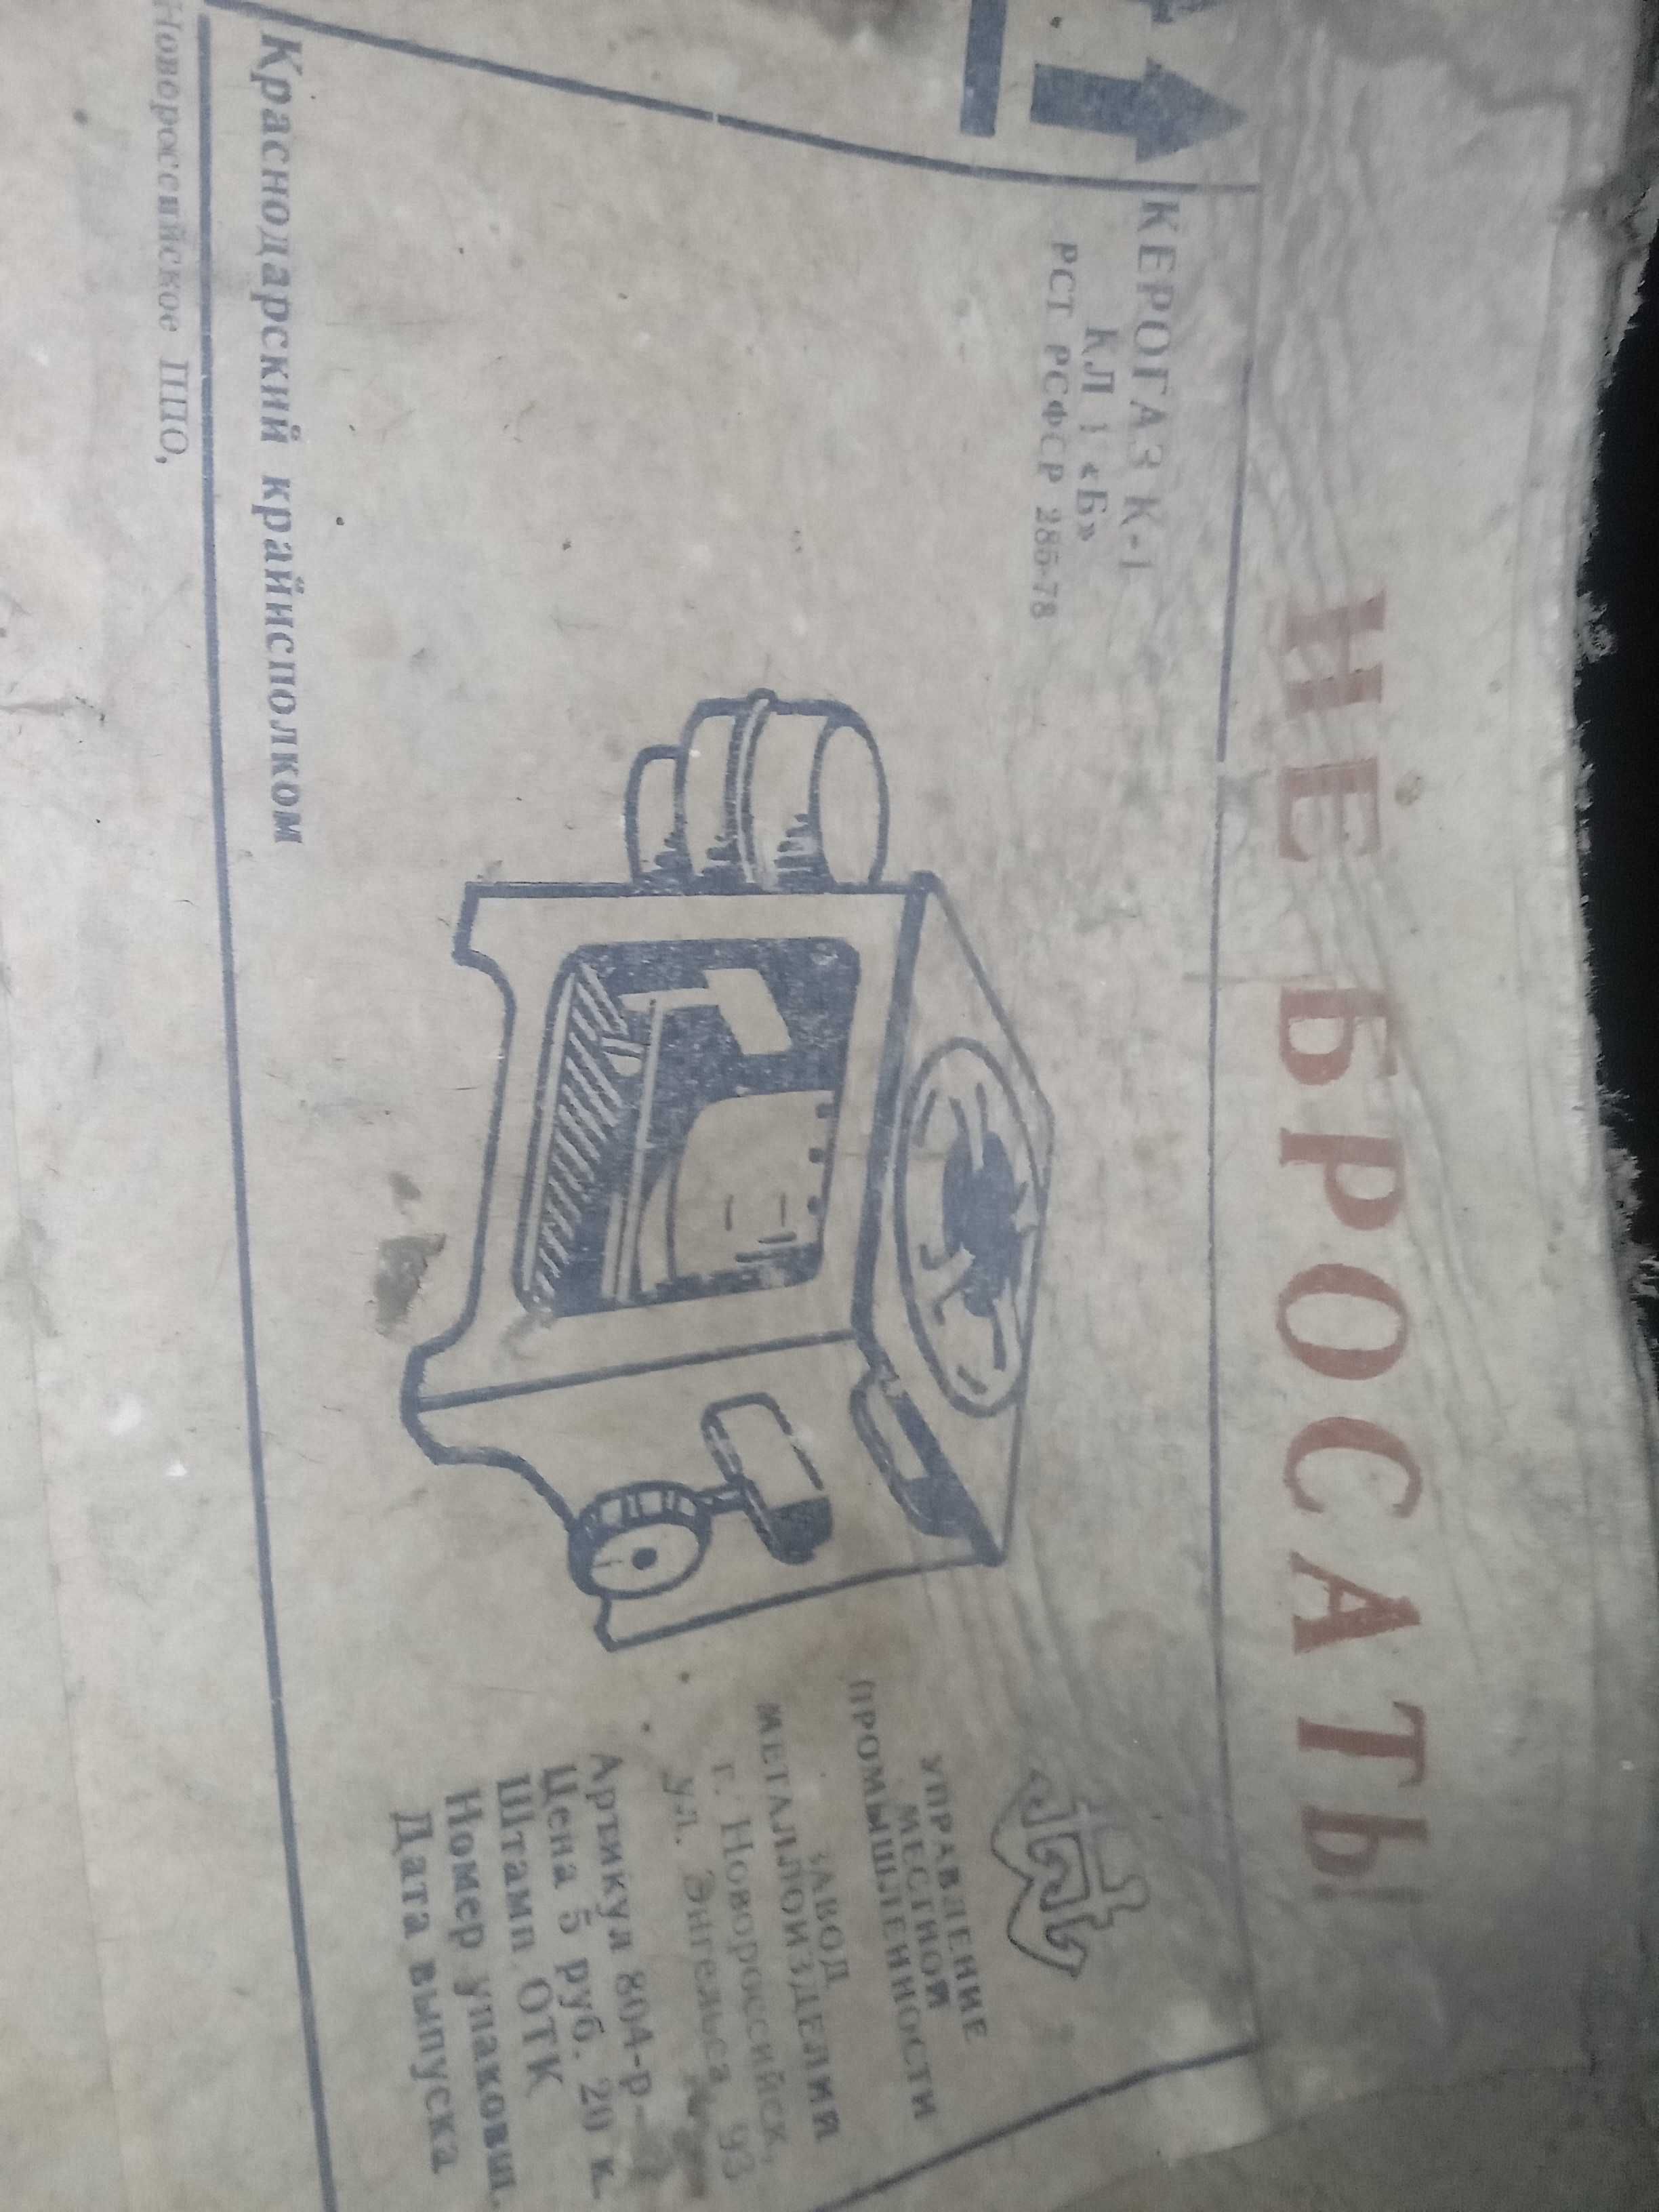 НЕ БРОСАТЬ
КЕРОГАЗ К-1
КЛ 1 «Б»
РСТ РСФСР 285-78
УПРАВЛЕНИЕ
МЕСТНОЙ
ПРОМЫШЛЕННОСТИ
ЗАВОД
МЕТАЛЛОИЗДЕЛИЙ
г. Новороссийск,
ул. Энгельса, 93
Артикул 804-р
Цена 5 руб. 20 к.
Штамп ОТК
Номер упаковщ.
Дата выпуска
Краснодарский крайисполком
Новороссийское ППО,